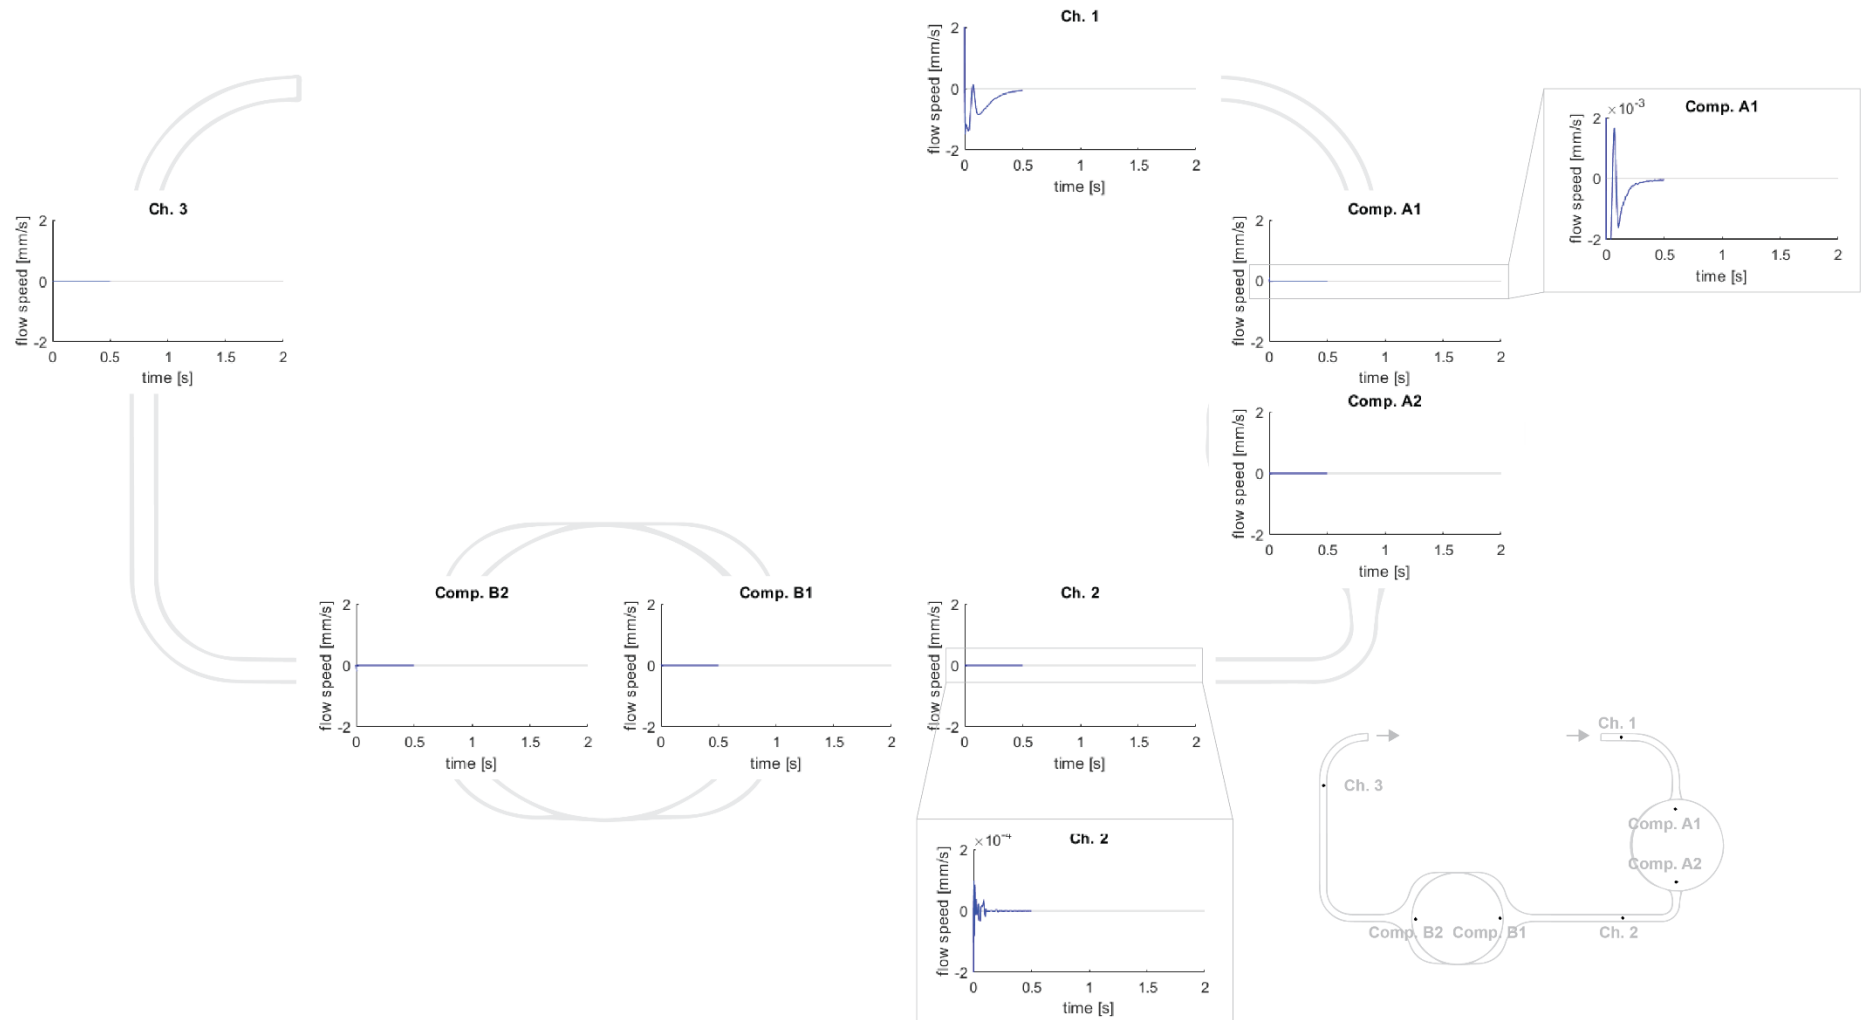 Ch. 1
flow speed [mm/s]
2
0
-2
0 0.5 1 1.5 2
time [s]
Comp. A1
×10⁻³
flow speed [mm/s]
2
0
-2
0 0.5 1 1.5 2
time [s]
Ch. 3
flow speed [mm/s]
2
0
-2
0 0.5 1 1.5 2
time [s]
Comp. A1
flow speed [mm/s]
2
0
-2
0 0.5 1 1.5 2
time [s]
Comp. A2
flow speed [mm/s]
2
0
-2
0 0.5 1 1.5 2
time [s]
Comp. B2
flow speed [mm/s]
2
0
-2
0 0.5 1 1.5 2
time [s]
Comp. B1
flow speed [mm/s]
2
0
-2
0 0.5 1 1.5 2
time [s]
Ch. 2
flow speed [mm/s]
2
0
-2
0 0.5 1 1.5 2
time [s]
Ch. 2
×10⁻⁴
flow speed [mm/s]
2
0
-2
0 0.5 1 1.5 2
time [s]
Ch. 1
Ch. 3
Comp. A1
Comp. A2
Comp. B2 Comp. B1
Ch. 2